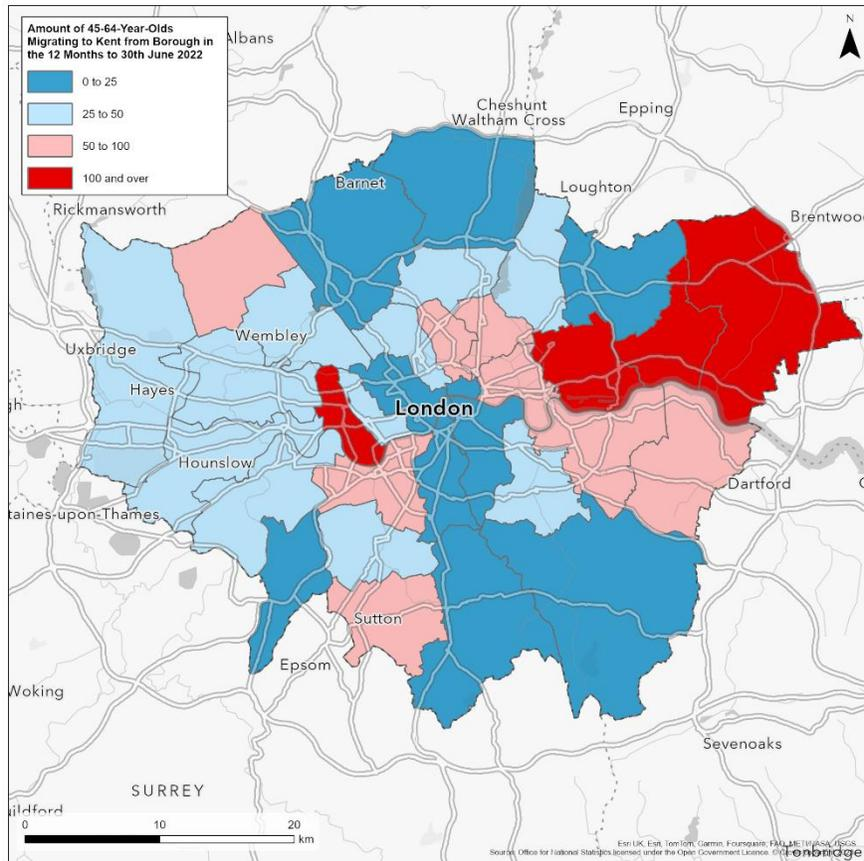 Amount of 45-64-Year-Olds
Migrating to Kent from Borough in
the 12 Months to 30th June 2022
0 to 25
25 to 50
50 to 100
100 and over
N
Albans
Cheshunt
Waltham Cross
Epping
Loughton
Barnet
Rickmansworth
Brentwood
Wembley
Uxbridge
Hayes
London
Hounslow
Dartford
taines-upon-Thames
Sutton
Epsom
Woking
Sevenoaks
SURREY
uildford
0 10 20
km
Esri UK, Esri, TomTom, Garmin, Foursquare, FAO, METI/NASA, USGS
Source: Office for National Statistics licensed under the Open Government Licence. ©
Tonbridge